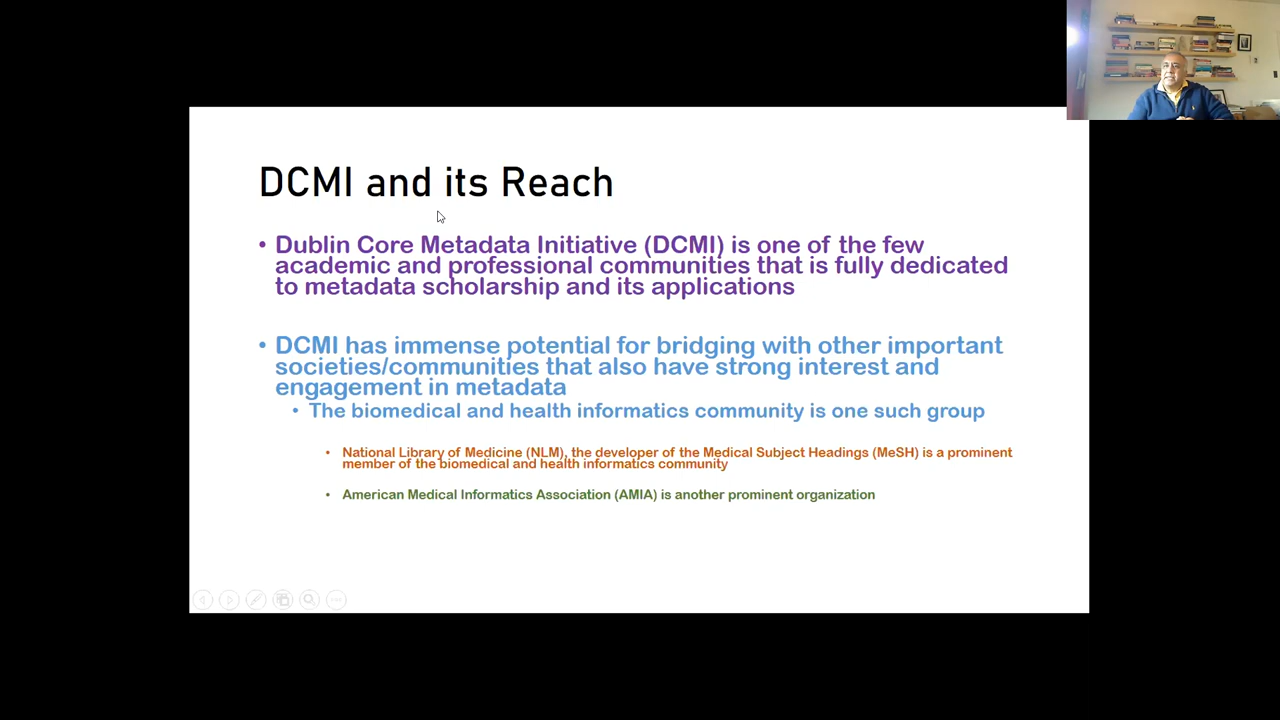 DCMI and its Reach
• Dublin Core Metadata Initiative (DCMI) is one of the few
academic and professional communities that is fully dedicated
to metadata scholarship and its applications
• DCMI has immense potential for bridging with other important
societies/communities that also have strong interest and
engagement in metadata
• The biomedical and health informatics community is one such group
• National Library of Medicine (NLM), the developer of the Medical Subject Headings (MeSH) is a prominent
member of the biomedical and health informatics community
• American Medical Informatics Association (AMIA) is another prominent organization